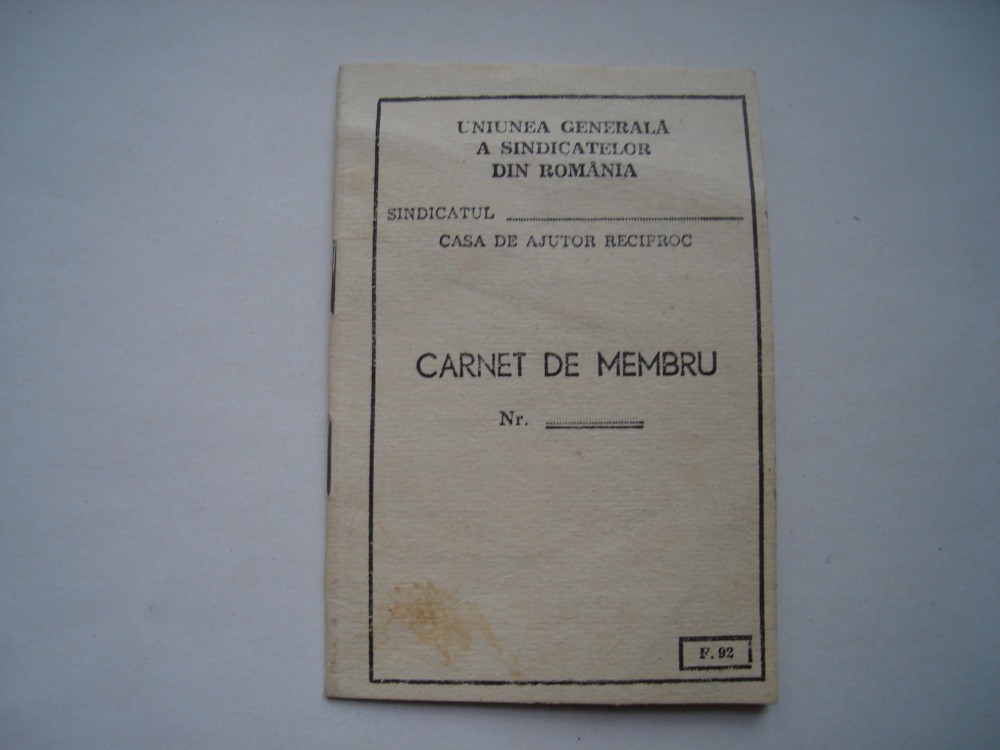 UNIUNEA GENERALĂ
A SINDICATELOR
DIN ROMÂNIA
SINDICATUL
CASA DE AJUTOR RECIPROC
CARNET DE MEMBRU
Nr.
F. 92